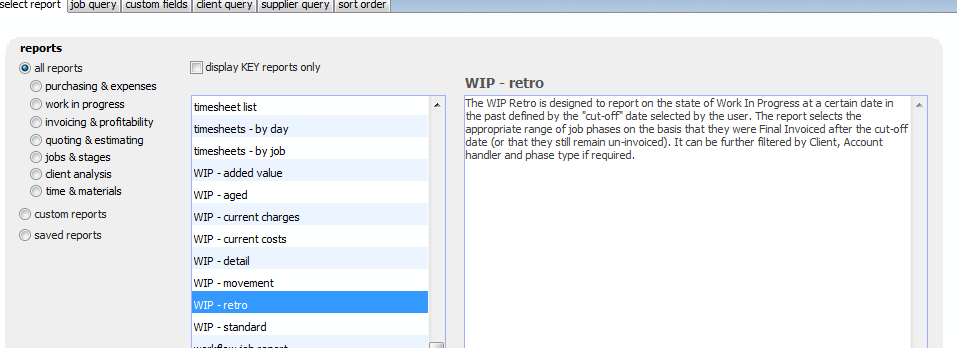 select report job query custom fields client query supplier query sort order
reports
all reports
purchasing & expenses
work in progress
invoicing & profitability
quoting & estimating
jobs & stages
client analysis
time & materials
custom reports
saved reports
display KEY reports only
timesheet list
timesheets - by day
timesheets - by job
WIP - added value
WIP - aged
WIP - current charges
WIP - current costs
WIP - detail
WIP - movement
WIP - retro
WIP - standard
workflow job report
WIP - retro
The WIP Retro is designed to report on the state of Work In Progress at a certain date in
the past defined by the "cut-off" date selected by the user. The report selects the
appropriate range of job phases on the basis that they were Final Invoiced after the cut-off
date (or that they still remain un-invoiced). It can be further filtered by Client, Account
handler and phase type if required.